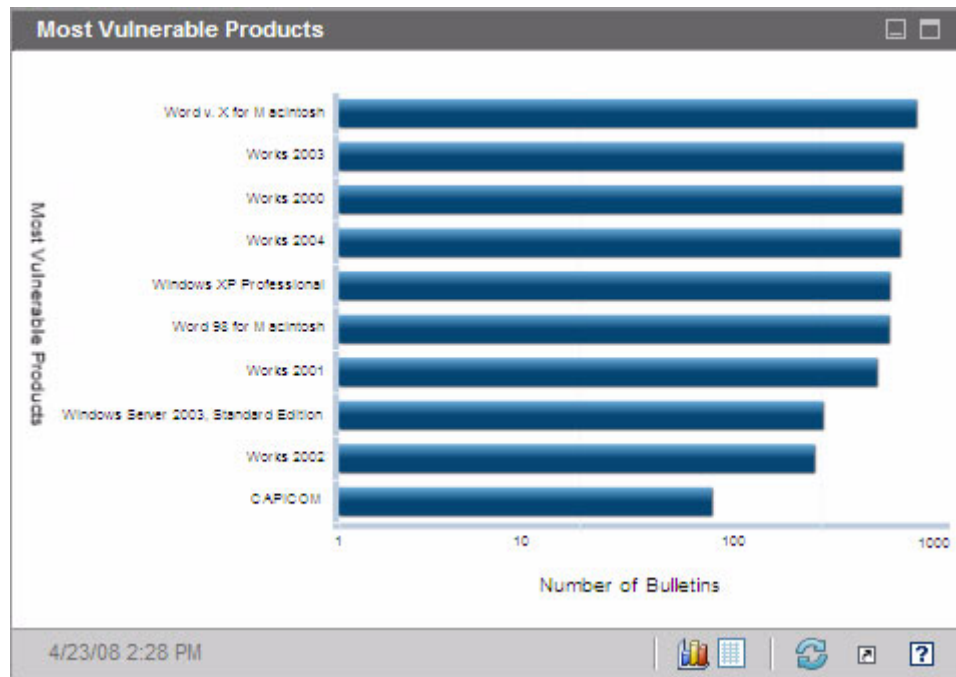 Most Vulnerable Products
Most Vulnerable Products
Word v. X for Macintosh
Works 2003
Works 2000
Works 2004
Windows XP Professional
Word 98 for Macintosh
Works 2001
Windows Server 2003, Standard Edition
Works 2002
CAPICOM
1 10 100 1000
Number of Bulletins
4/23/08 2:28 PM
?